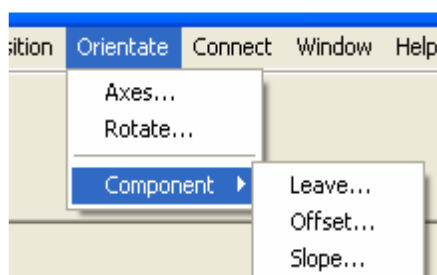 sition Orientate Connect Window Help
Axes...
Rotate...
Component Leave...
Offset...
Slope...